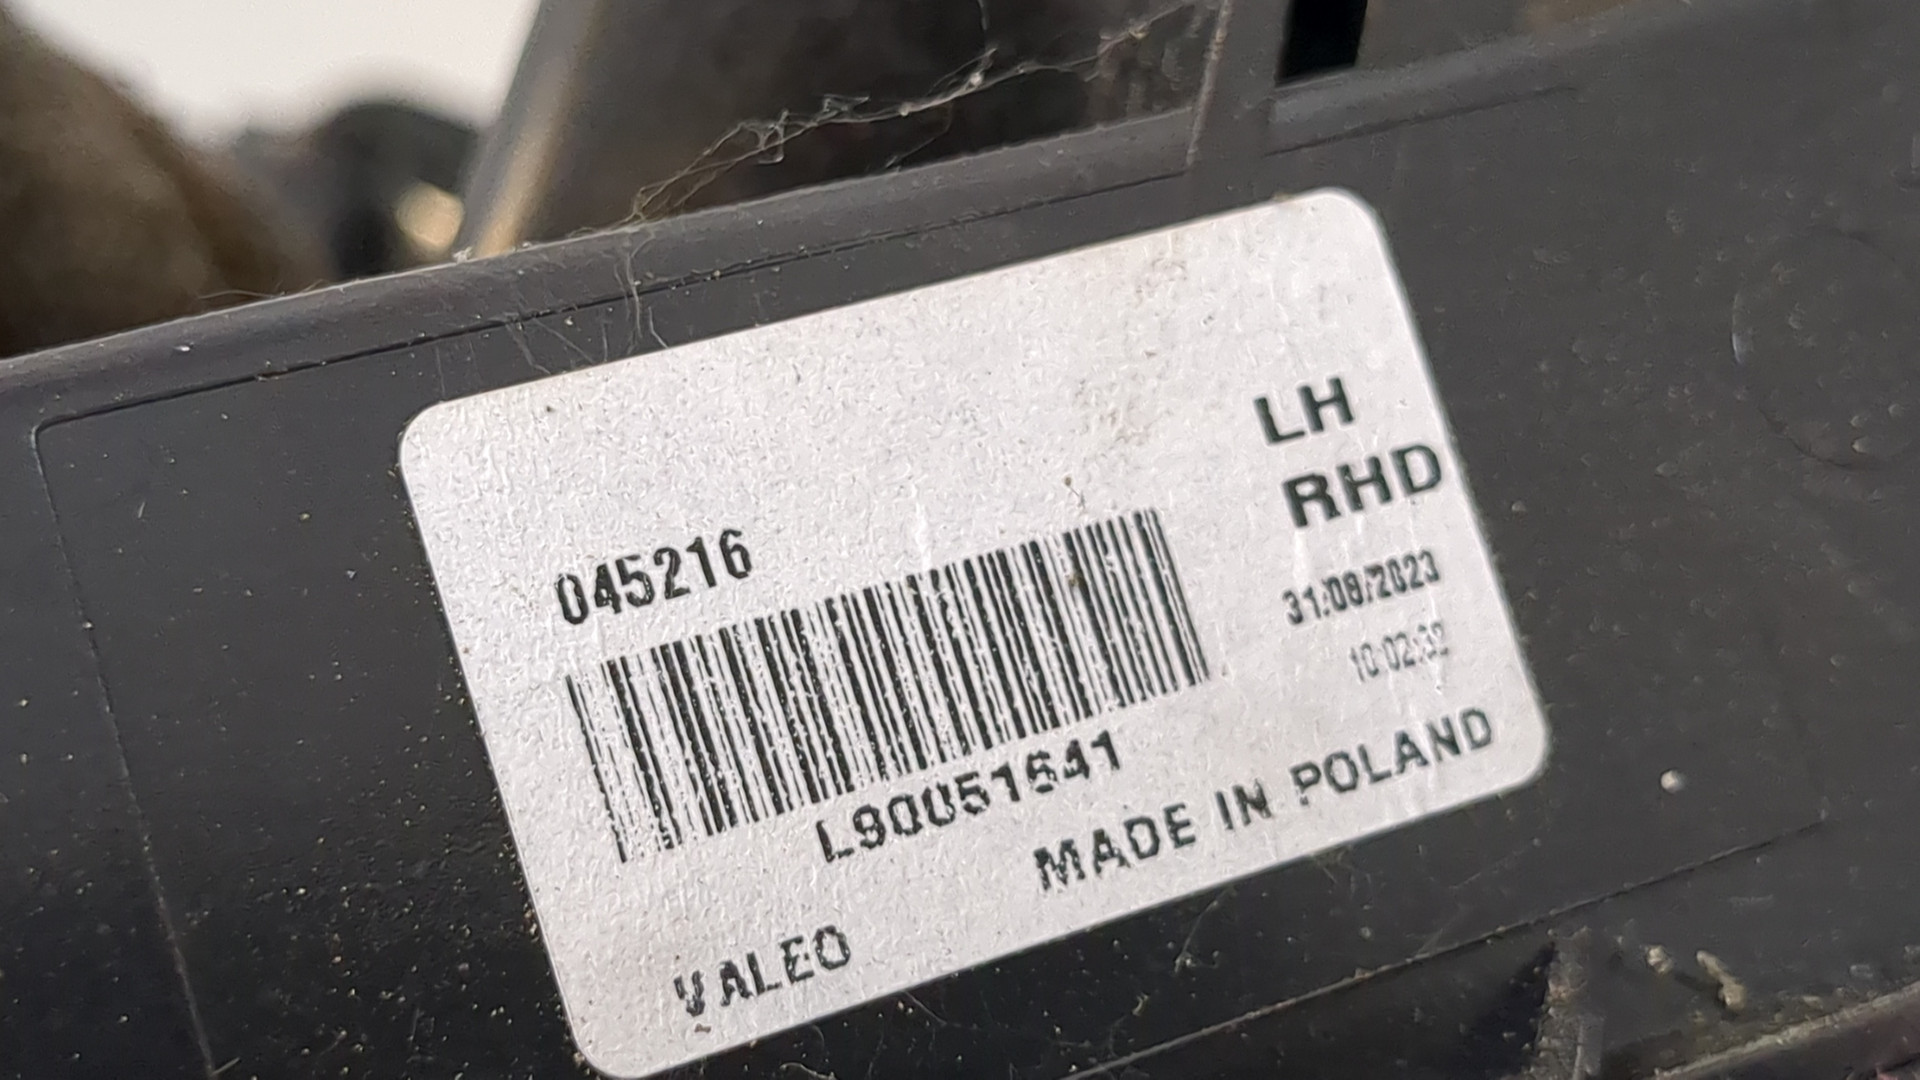 LH
RHD
045216
31/08/2023
10:02:32
L90051641
MADE IN POLAND
VALEO